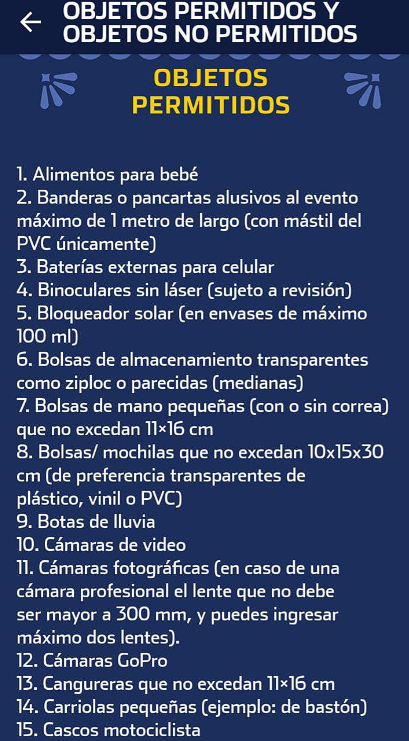 OBJETOS PERMITIDOS Y
OBJETOS NO PERMITIDOS
OBJETOS
PERMITIDOS
1. Alimentos para bebé
2. Banderas o pancartas alusivos al evento
máximo de 1 metro de largo (con mástil del
PVC únicamente)
3. Baterías externas para celular
4. Binoculares sin láser (sujeto a revisión)
5. Bloqueador solar (en envases de máximo
100 ml)
6. Bolsas de almacenamiento transparentes
como ziploc o parecidas (medianas)
7. Bolsas de mano pequeñas (con o sin correa)
que no excedan 11×16 cm
8. Bolsas/ mochilas que no excedan 10x15x30
cm (de preferencia transparentes de
plástico, vinil o PVC)
9. Botas de lluvia
10. Cámaras de video
11. Cámaras fotográficas (en caso de una
cámara profesional el lente que no debe
ser mayor a 300 mm, y puedes ingresar
máximo dos lentes).
12. Cámaras GoPro
13. Cangureras que no excedan 11×16 cm
14. Carriolas pequeñas (ejemplo: de bastón)
15. Cascos motociclista